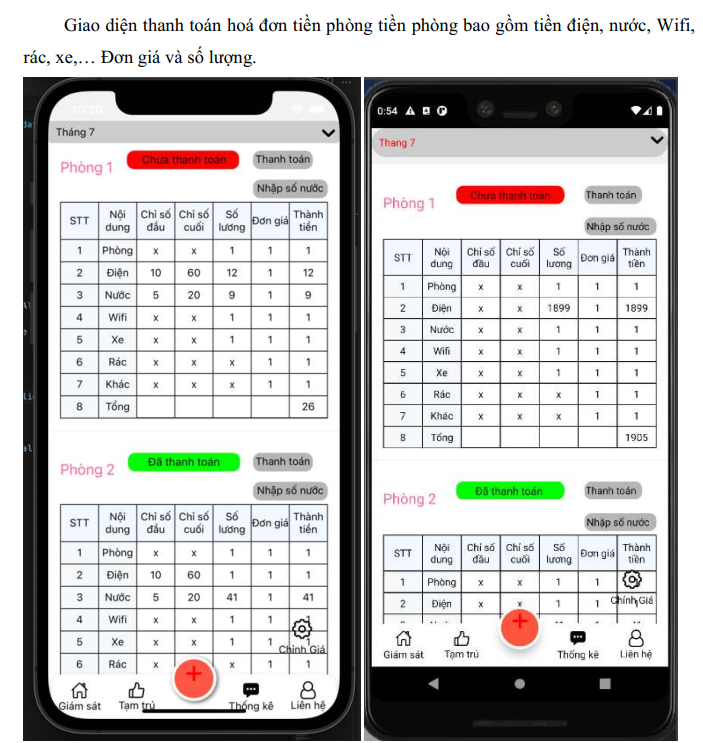 Giao diện thanh toán hoá đơn tiền phòng tiền phòng bao gồm tiền điện, nước, Wifi,
rác, xe,… Đơn giá và số lượng.
10:20
Tháng 7
Phòng 1 Chưa thanh toán Thanh toán
Nhập số nước
STT Nội dung Chỉ số đầu Chỉ số cuối Số lương Đơn giá Thành tiền
1 Phòng x x 1 1 1
2 Điện 10 60 12 1 12
3 Nước 5 20 9 1 9
4 Wifi x x 1 1 1
5 Xe x x 1 1 1
6 Rác x x x 1 1
7 Khác x x x 1 1
8 Tổng 26
Phòng 2 Đã thanh toán Thanh toán
Nhập số nước
STT Nội dung Chỉ số đầu Chỉ số cuối Số lương Đơn giá Thành tiền
1 Phòng x x 1 1 1
2 Điện 10 60 1 1 1
3 Nước 5 20 41 1 41
4 Wifi x x 1 1 1
5 Xe x x 1 1 1
6 Rác x x x 1 1
Chỉnh Giá
+
Giám sát Tạm trú Thống kê Liên hệ
0:54
Thang 7
Phòng 1 Chưa thanh toán Thanh toán
Nhập số nước
STT Nội dung Chỉ số đầu Chỉ số cuối Số lương Đơn giá Thành tiền
1 Phòng x x 1 1 1
2 Điện x x 1899 1 1899
3 Nước x x 1 1 1
4 Wifi x x 1 1 1
5 Xe x x 1 1 1
6 Rác x x x 1 1
7 Khác x x x 1 1
8 Tổng 1905
Phòng 2 Đã thanh toán Thanh toán
Nhập số nước
STT Nội dung Chỉ số đầu Chỉ số cuối Số lương Đơn giá Thành tiền
1 Phòng x x 1 1
2 Điện x x 1 1 1
Chỉnh Giá
+
Giám sát Tạm trú Thống kê Liên hệ